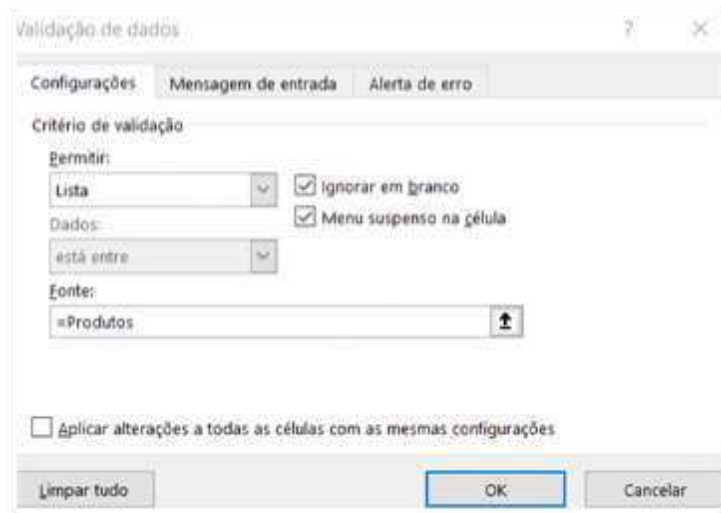 Validação de dados ? ×
Configurações Mensagem de entrada Alerta de erro
Critério de validação
Permitir:
Lista Ignorar em branco
Menu suspenso na célula
Dados:
está entre
Fonte:
=Produtos
Aplicar alterações a todas as células com as mesmas configurações
Limpar tudo OK Cancelar